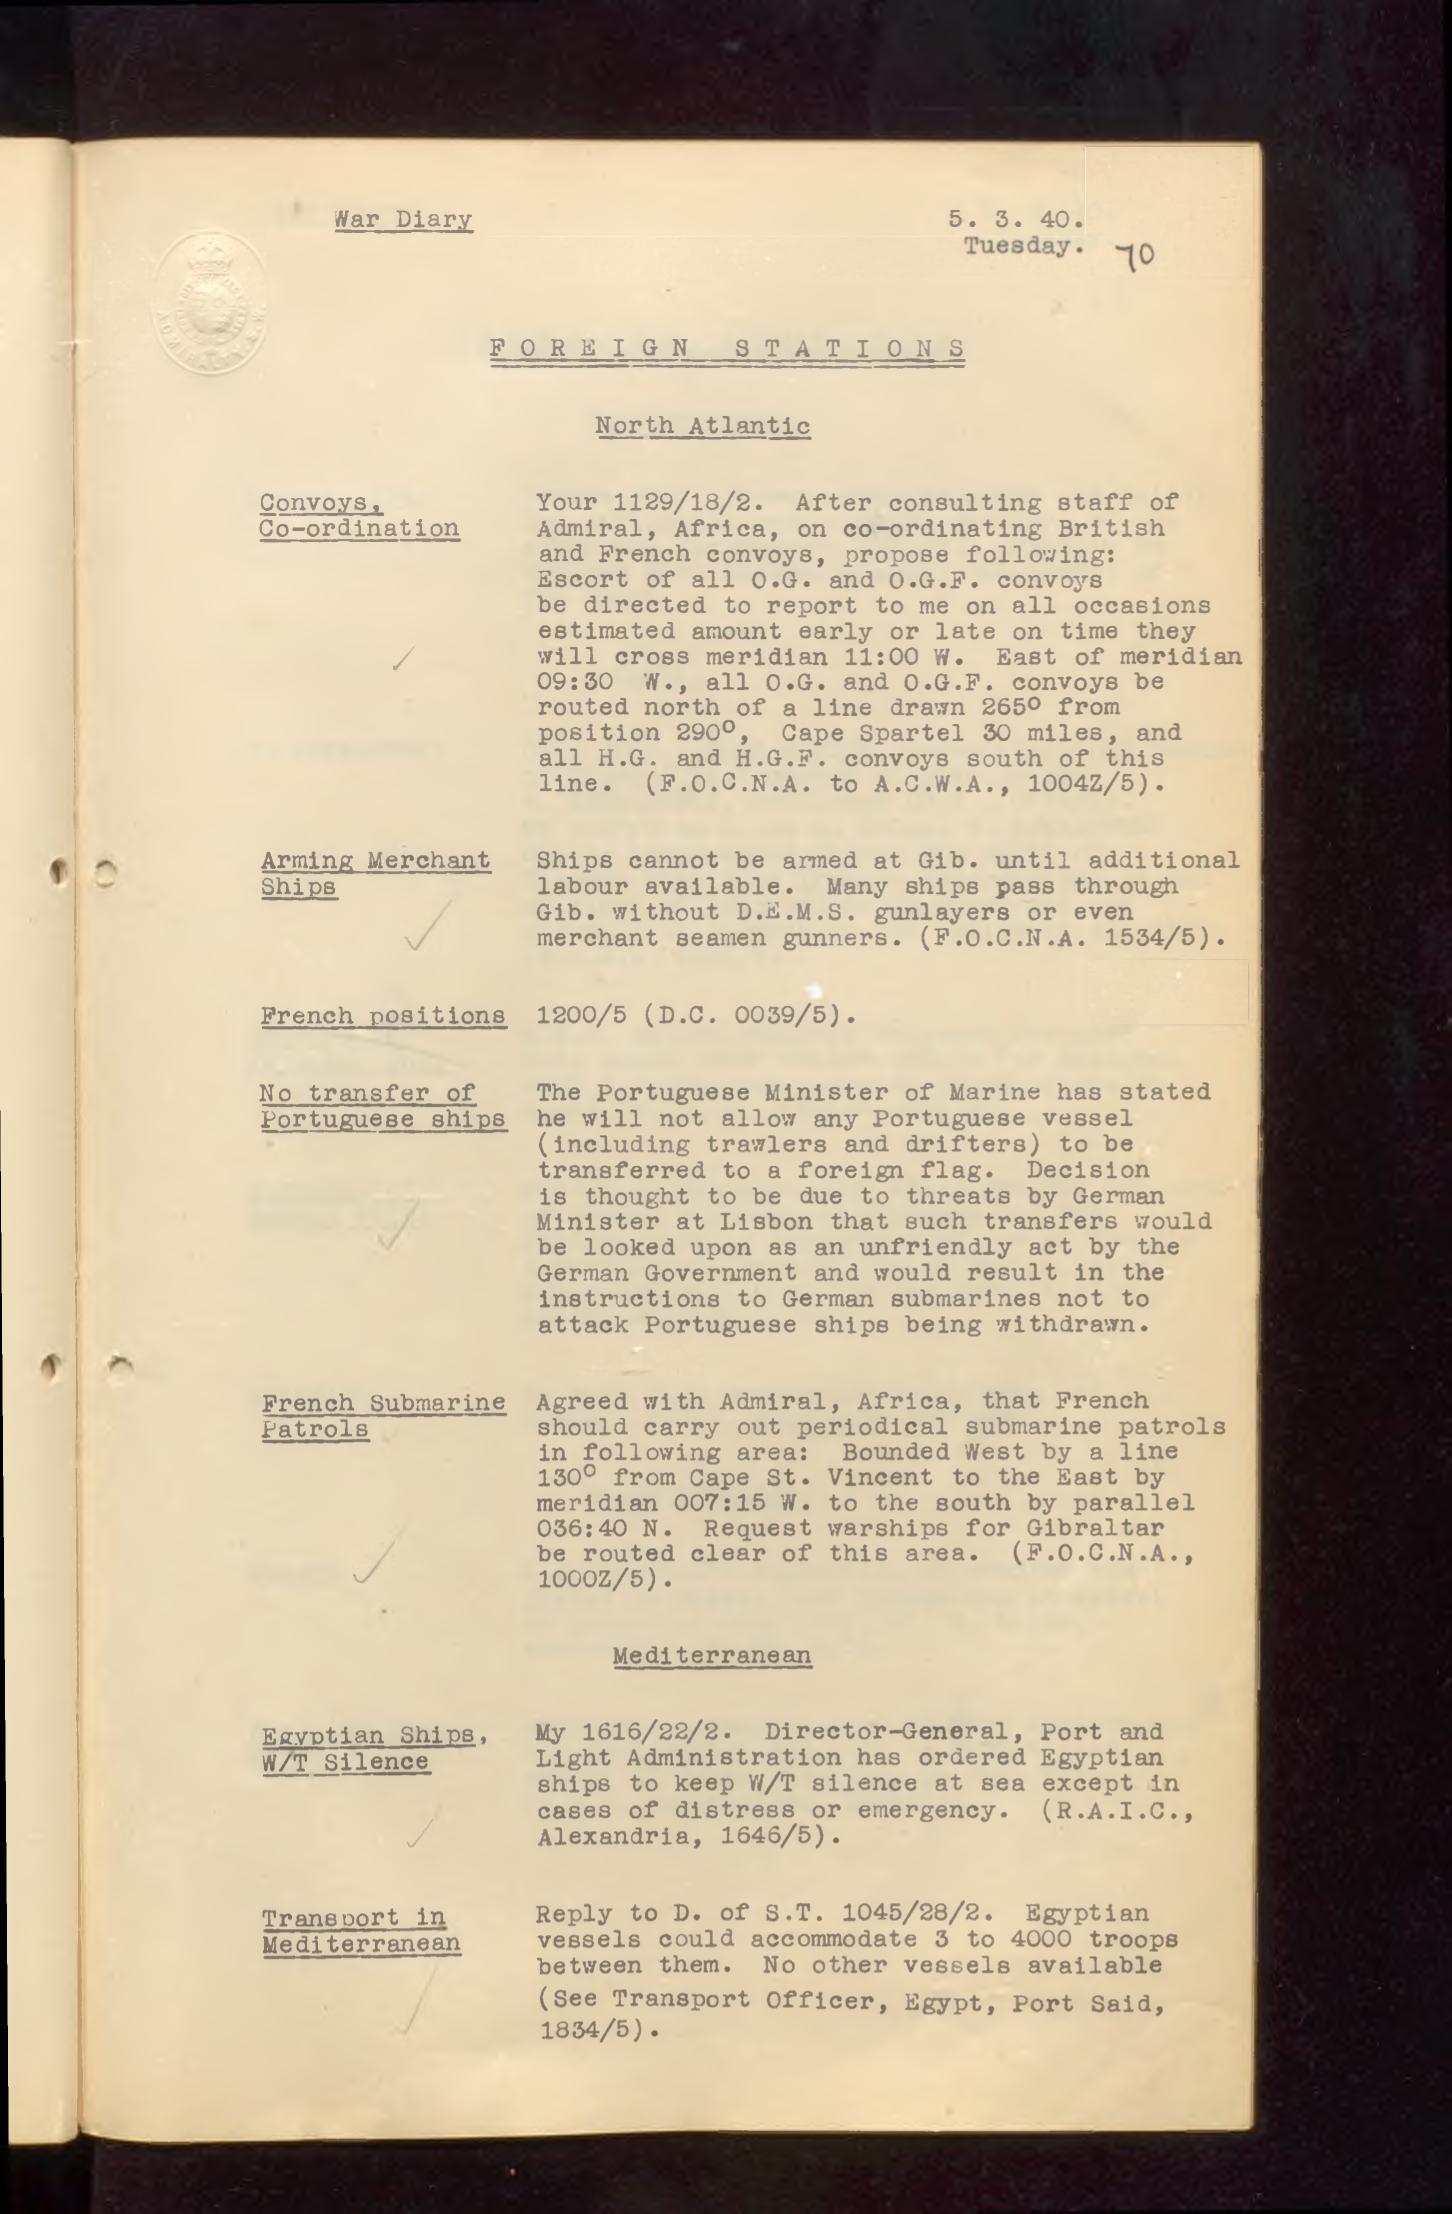 War Diary
5. 3. 40.
Tuesday.
70
FOREIGN STATIONS
North Atlantic
Convoys,
Co-ordination
Your 1129/18/2. After consulting staff of
Admiral, Africa, on co-ordinating British
and French convoys, propose following:
Escort of all O.G. and O.G.F. convoys
be directed to report to me on all occasions
estimated amount early or late on time they
will cross meridian 11:00 W. East of meridian
09:30 W., all O.G. and O.G.F. convoys be
routed north of a line drawn 265° from
position 290°, Cape Spartel 30 miles, and
all H.G. and H.G.F. convoys south of this
line. (F.O.C.N.A. to A.C.W.A., 1004Z/5).
Arming Merchant
Ships
Ships cannot be armed at Gib. until additional
labour available. Many ships pass through
Gib. without D.E.M.S. gunlayers or even
merchant seamen gunners. (F.O.C.N.A. 1534/5).
French positions
1200/5 (D.C. 0039/5).
No transfer of
Portuguese ships
The Portuguese Minister of Marine has stated
he will not allow any Portuguese vessel
(including trawlers and drifters) to be
transferred to a foreign flag. Decision
is thought to be due to threats by German
Minister at Lisbon that such transfers would
be looked upon as an unfriendly act by the
German Government and would result in the
instructions to German submarines not to
attack Portuguese ships being withdrawn.
French Submarine
Patrols
Agreed with Admiral, Africa, that French
should carry out periodical submarine patrols
in following area: Bounded West by a line
130° from Cape St. Vincent to the East by
meridian 007:15 W. to the south by parallel
036:40 N. Request warships for Gibraltar
be routed clear of this area. (F.O.C.N.A.,
1000Z/5).
Mediterranean
Egyptian Ships,
W/T Silence
My 1616/22/2. Director-General, Port and
Light Administration has ordered Egyptian
ships to keep W/T silence at sea except in
cases of distress or emergency. (R.A.I.C.,
Alexandria, 1646/5).
Transport in
Mediterranean
Reply to D. of S.T. 1045/28/2. Egyptian
vessels could accommodate 3 to 4000 troops
between them. No other vessels available
(See Transport Officer, Egypt, Port Said,
1834/5).